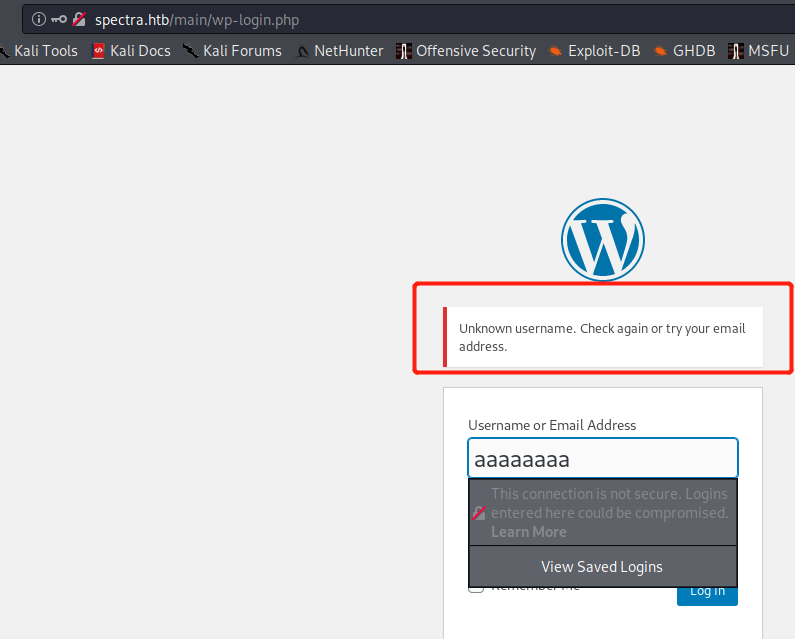 spectra.htb/main/wp-login.php
Kali Tools Kali Docs Kali Forums NetHunter Offensive Security Exploit-DB GHDB MSFU
Unknown username. Check again or try your email
address.
Username or Email Address
aaaaaaaa
This connection is not secure. Logins
entered here could be compromised.
Learn More
View Saved Logins
Remember Me
Log In